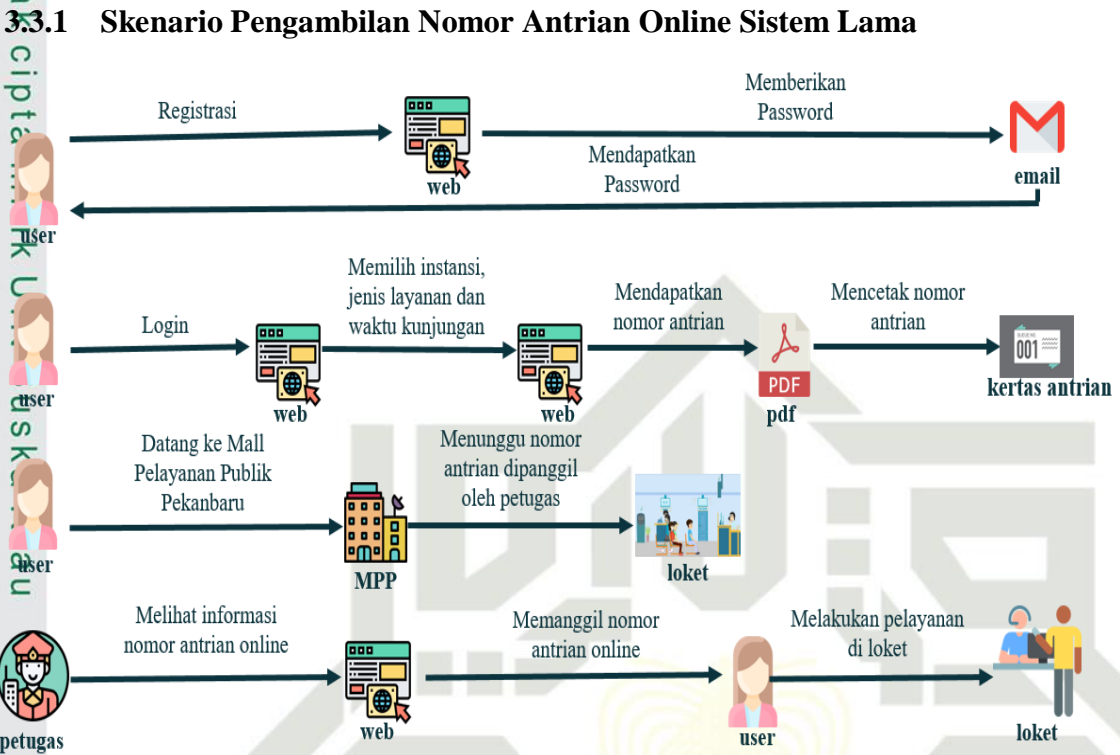 3.3.1 Skenario Pengambilan Nomor Antrian Online Sistem Lama
Registrasi
Memberikan
Password
Mendapatkan
Password
user
web
email
Login
Memilih instansi,
jenis layanan dan
waktu kunjungan
Mendapatkan
nomor antrian
Mencetak nomor
antrian
001
PDF
user
web
web
pdf
kertas antrian
Datang ke Mall
Pelayanan Publik
Pekanbaru
Menunggu nomor
antrian dipanggil
oleh petugas
user
MPP
loket
Melihat informasi
nomor antrian online
Memanggil nomor
antrian online
Melakukan pelayanan
di loket
petugas
web
user
loket